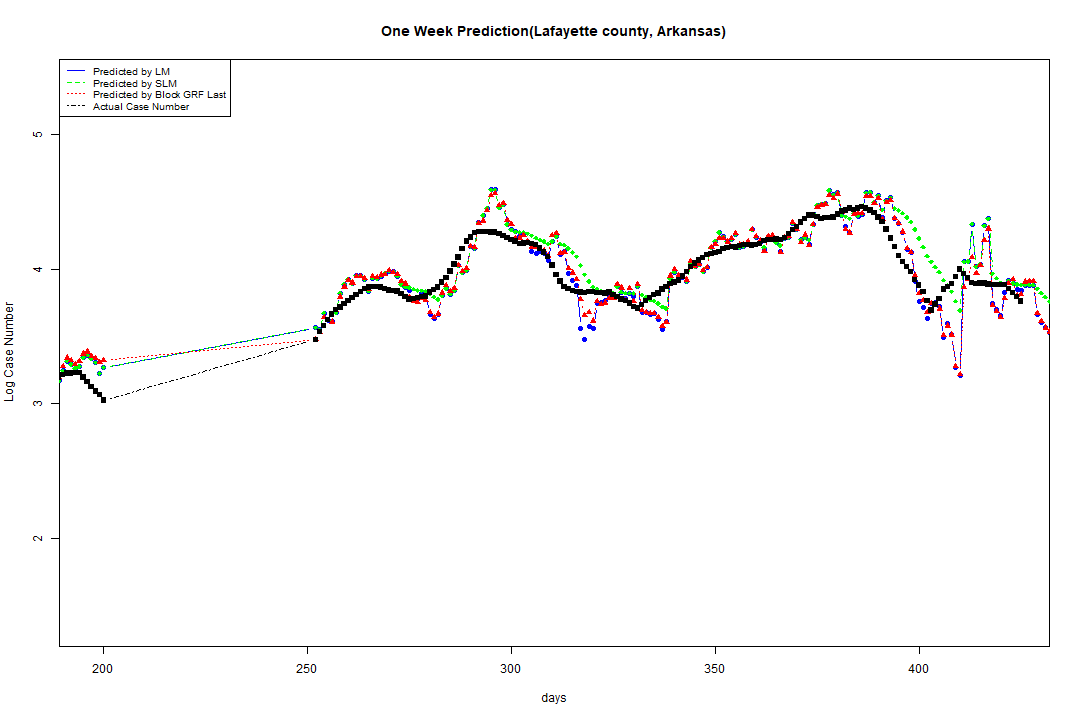 One Week Prediction(Lafayette county, Arkansas)
Predicted by LM
Predicted by SLM
Predicted by Block GRF Last
Actual Case Number
5
4
3
2
Log Case Number
200 250 300 350 400
days